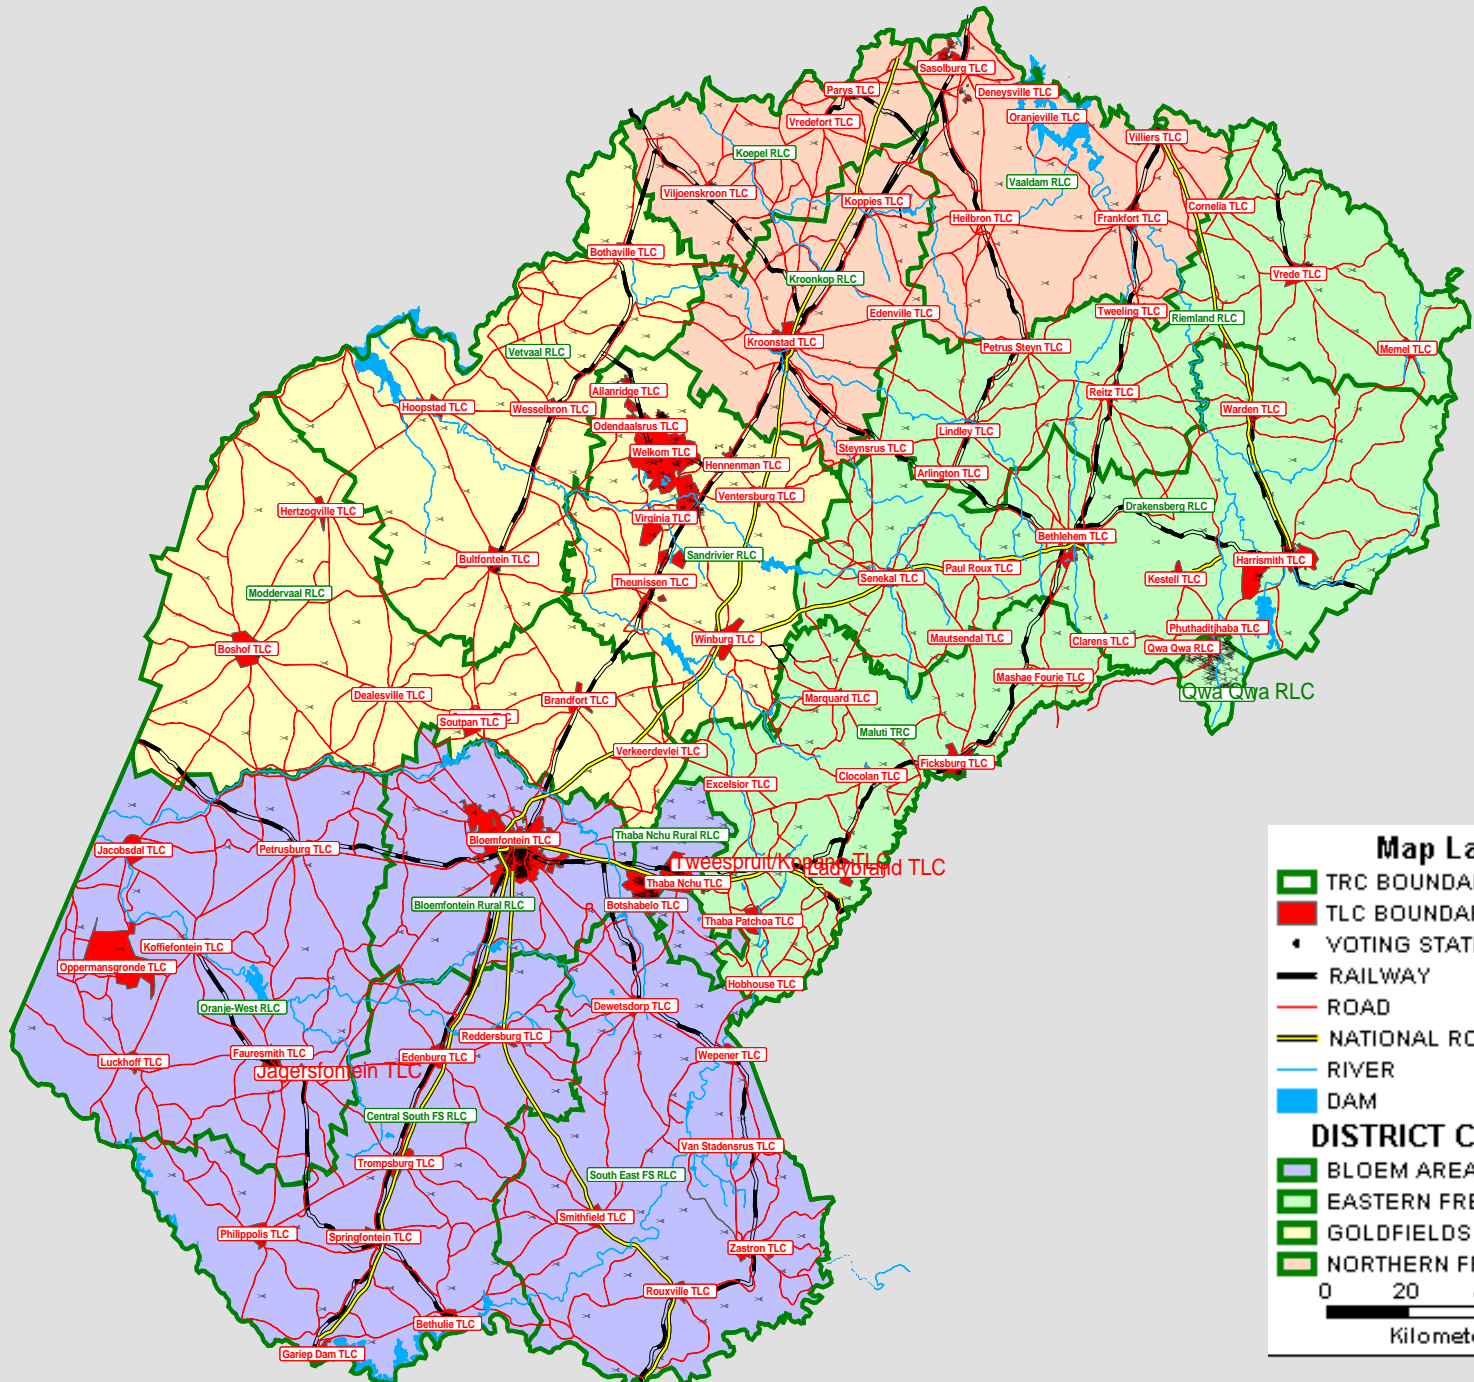 Sasolburg TLC
Parys TLC
Deneysville TLC
Vredefort TLC
Oranjeville TLC
Villiers TLC
Koepel RLC
Vaaldam RLC
Viljoenskroon TLC
Koppies TLC
Cornelia TLC
Heilbron TLC
Frankfort TLC
Bothaville TLC
Vrede TLC
Kroonkop RLC
Edenville TLC
Tweeling TLC
Riemland RLC
Kroonstad TLC
Petrus Steyn TLC
Memel TLC
Vetvaal RLC
Allanridge TLC
Reitz TLC
Hoopstad TLC
Wesselbron TLC
Warden TLC
Odendaalsrus TLC
Lindley TLC
Welkom TLC
Steynsrus TLC
Hennenman TLC
Arlington TLC
Ventersburg TLC
Drakensberg RLC
Hertzogville TLC
Virginia TLC
Bethlehem TLC
Sandrivier RLC
Bultfontein TLC
Harrismith TLC
Paul Roux TLC
Theunissen TLC
Senekal TLC
Kestell TLC
Moddervaal RLC
Phuthaditjhaba TLC
Winburg TLC
Mautsendal TLC
Clarens TLC
Boshof TLC
Qwa Qwa RLC
Mashae Fourie TLC
Qwa Qwa RLC
Dealesville TLC
Brandfort TLC
Marquard TLC
Soutpan TLC
Maluti TRC
Verkeerdevlei TLC
Ficksburg TLC
Excelsior TLC
Clocolan TLC
Thaba Nchu Rural RLC
Bloemfontein TLC
Jacobsdal TLC
Petrusburg TLC
Tweespruit/Konano TLC
Ladybrand TLC
Thaba Nchu TLC
Bloemfontein Rural RLC
Botshabelo TLC
Thaba Patchoa TLC
Koffiefontein TLC
Oppermansgronde TLC
Hobhouse TLC
Oranje-West RLC
Dewetsdorp TLC
Reddersburg TLC
Fauresmith TLC
Edenburg TLC
Wepener TLC
Luckhoff TLC
Jagersfontein TLC
Central South FS RLC
Van Stadensrus TLC
Trompsburg TLC
South East FS RLC
Smithfield TLC
Philippolis TLC
Springfontein TLC
Zastron TLC
Rouxville TLC
Bethulie TLC
Gariep Dam TLC
Map La
TRC BOUNDA
TLC BOUNDA
VOTING STAT
RAILWAY
ROAD
NATIONAL RO
RIVER
DAM
DISTRICT C
BLOEM AREA
EASTERN FRE
GOLDFIELDS
NORTHERN FR
0 20
Kilomete